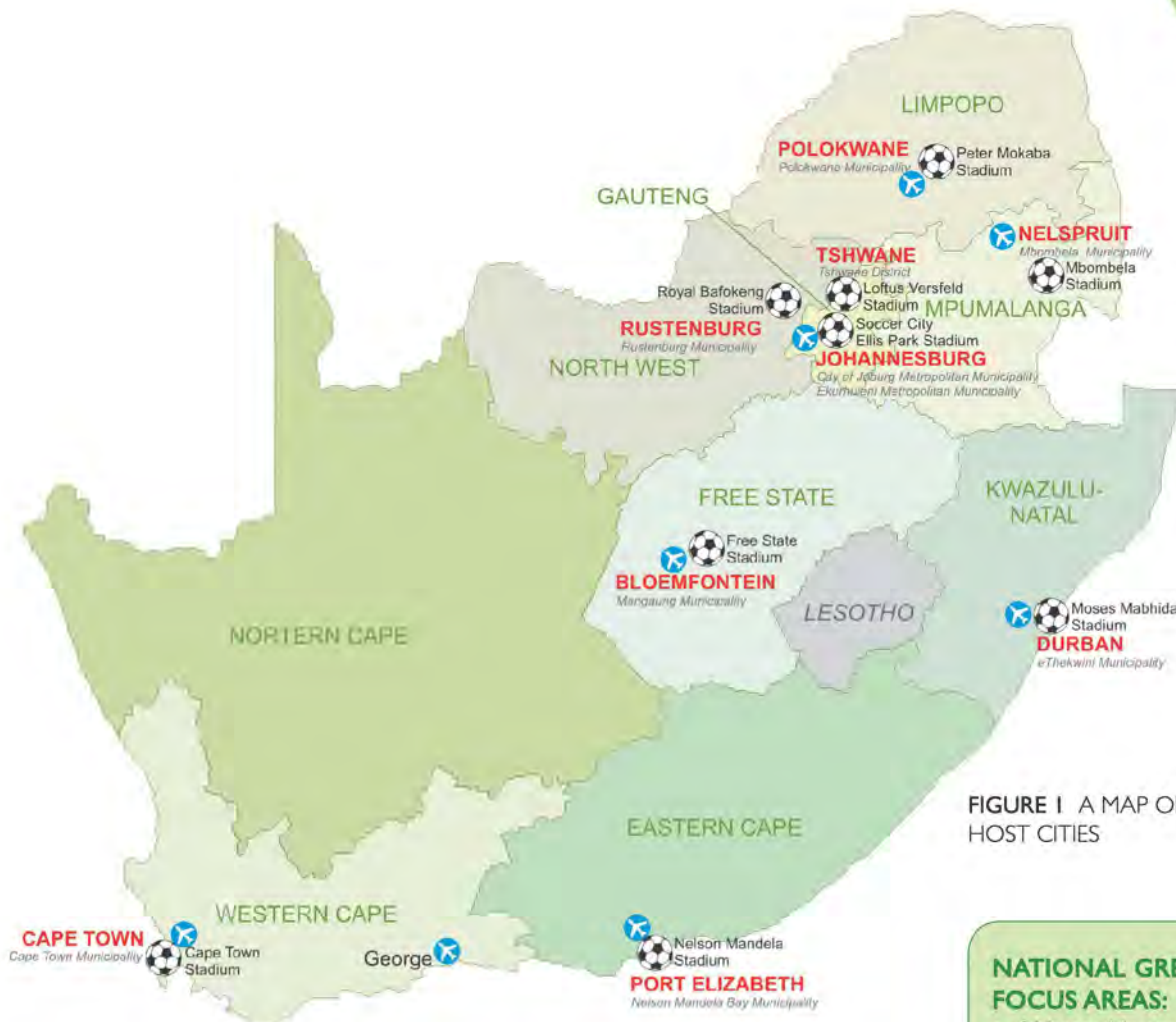 LIMPOPO
POLOKWANE
Polokwane Municipality
Peter Mokaba
Stadium
GAUTENG
NELSPRUIT
Mbombela Municipality
Mbombela
Stadium
TSHWANE
Tshwane District
Loftus Versfeld
Stadium
MPUMALANGA
Royal Bafokeng
Stadium
RUSTENBURG
Rustenburg Municipality
Soccer City
Ellis Park Stadium
JOHANNESBURG
City of Joburg Metropolitan Municipality
Ekurhuleni Metropolitan Municipality
NORTH WEST
FREE STATE
KWAZULU-
NATAL
Free State
Stadium
BLOEMFONTEIN
Mangaung Municipality
LESOTHO
Moses Mabhida
Stadium
DURBAN
eThekwini Municipality
NORTERN CAPE
EASTERN CAPE
FIGURE 1 A MAP O
HOST CITIES
WESTERN CAPE
CAPE TOWN
Cape Town Municipality
Cape Town
Stadium
George
Nelson Mandela
Stadium
PORT ELIZABETH
Nelson Mandela Bay Municipality
NATIONAL GRE
FOCUS AREAS: